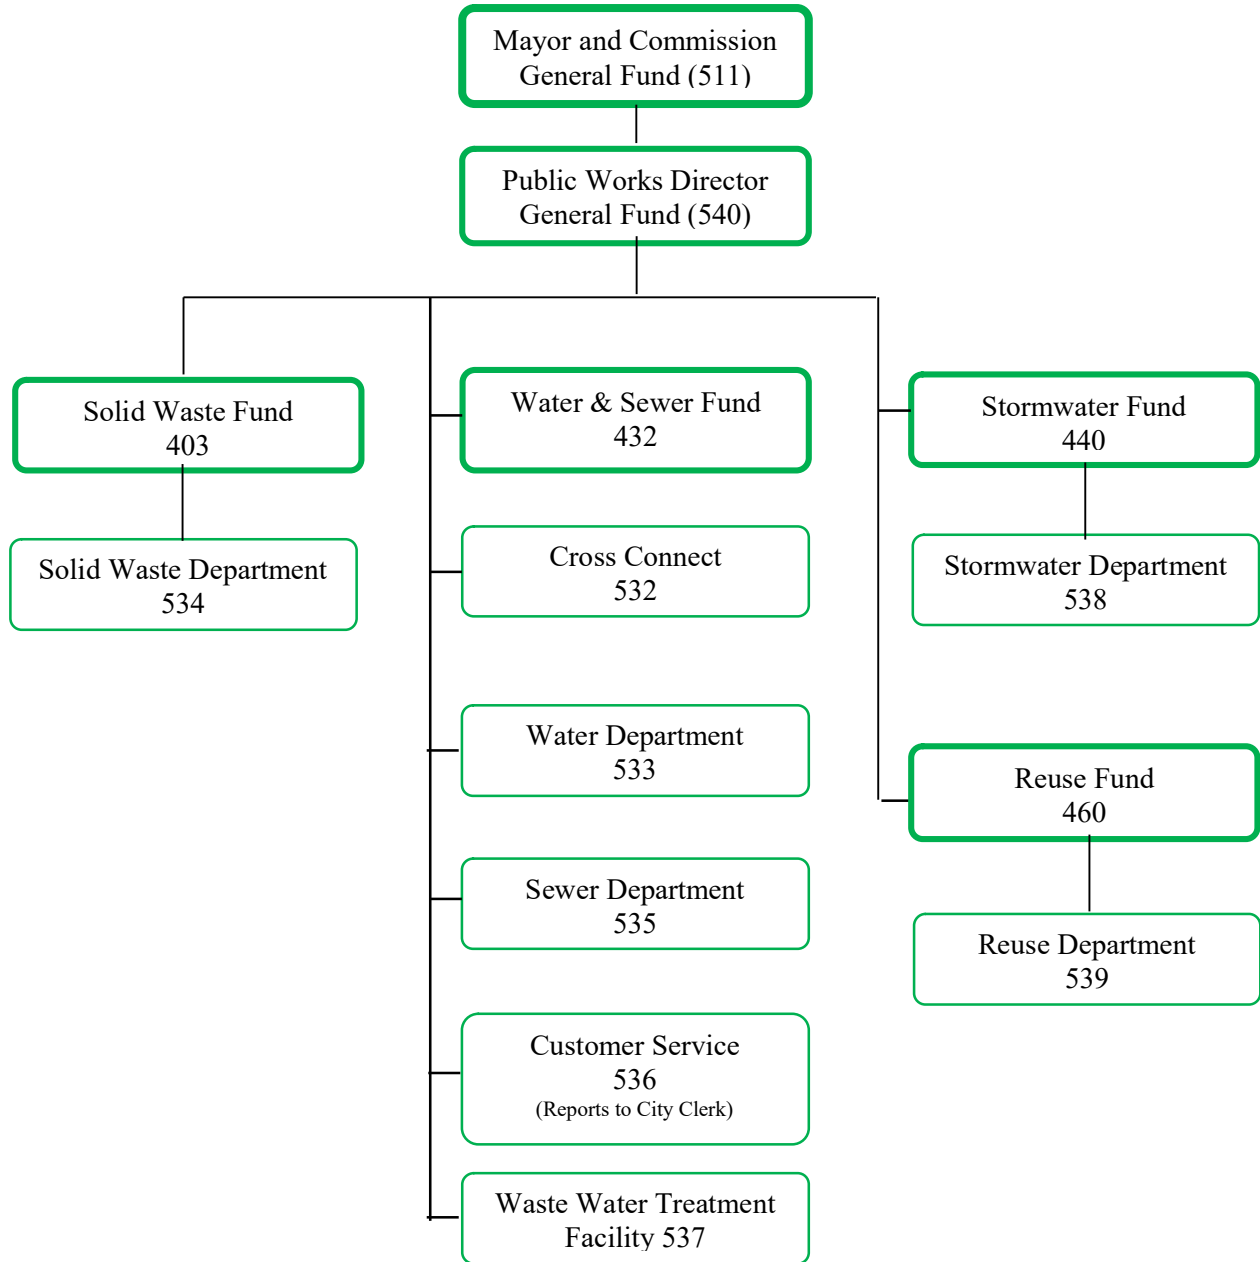 Mayor and Commission
General Fund (511)
Public Works Director
General Fund (540)
Solid Waste Fund
403
Solid Waste Department
534
Water & Sewer Fund
432
Cross Connect
532
Water Department
533
Sewer Department
535
Customer Service
536
(Reports to City Clerk)
Waste Water Treatment
Facility 537
Stormwater Fund
440
Stormwater Department
538
Reuse Fund
460
Reuse Department
539